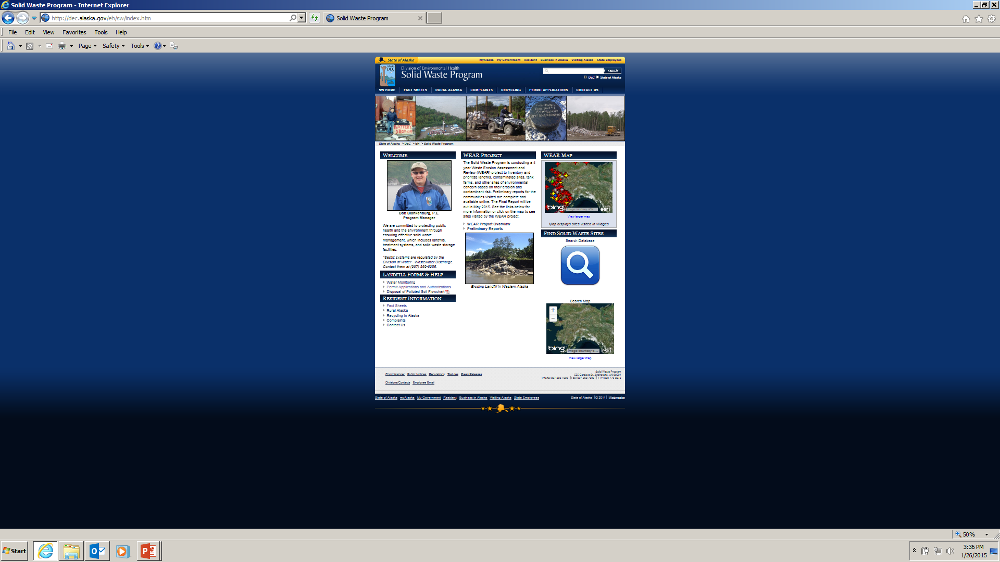 Solid Waste Program - Internet Explorer
http://dec.alaska.gov/eh/sw/index.htm
Solid Waste Program
File Edit View Favorites Tools Help
Page Safety Tools
State of Alaska
myAlaska My Government Resident Business in Alaska Visiting Alaska State Employees
Alaska
DEC
Division of Environmental Health
Solid Waste Program
search
DEC State of Alaska
SW HOME FACT SHEETS RURAL ALASKA COMPLAINTS RECYCLING PERMIT APPLICATIONS CONTACT US
BATTERY
DROP OFF
State of Alaska > DEC > EH > Solid Waste Program
WELCOME
Bob Blankenburg, P.E.
Program Manager
We are committed to protecting public
health and the environment through
ensuring effective solid waste
management, which includes landfills,
treatment systems, and solid waste storage
facilities.
*Septic systems are regulated by the
Division of Water - Wastewater Discharge.
Contact them at (907) 269-6285.
LANDFILL FORMS & HELP
Water Monitoring
Permit Applications and Authorizations
Disposal of Polluted Soil Flowchart
RESIDENT INFORMATION
Fact Sheets
Rural Alaska
Recycling in Alaska
Complaints
Contact Us
WEAR PROJECT
The Solid Waste Program is conducting a 4
year Waste Erosion Assessment and
Review (WEAR) project to inventory and
prioritize landfills, contaminated sites, tank
farms, and other sites of environmental
concern based on their erosion and
contaminant risk. Preliminary reports for the
communities visited are complete and
available online. The Final Report will be
out in May 2015. See the links below for
more information or click on the map to see
sites visited by the WEAR project.
WEAR Project Overview
Preliminary Reports
Eroding Landfill in Western Alaska
WEAR MAP
bing Image courtesy of N... esri
View larger map
Map displays sites visited in villages
FIND SOLID WASTE SITES
Search Database
Search Map
+
−
bing Image courtesy o... esri
View larger map
Commissioner Public Notices Regulations Statutes Press Releases
Divisions/Contacts Employee Email
Solid Waste Program
555 Cordova St, Anchorage, AK 99501
Phone: 907-269-7802 | | Fax: 907-269-7600 | | TTY: 800-770-8973
State of Alaska myAlaska My Government Resident Business in Alaska Visiting Alaska State Employees
State of Alaska | | © 2011 | | Webmaster
50%
Start
3:36 PM
1/26/2015